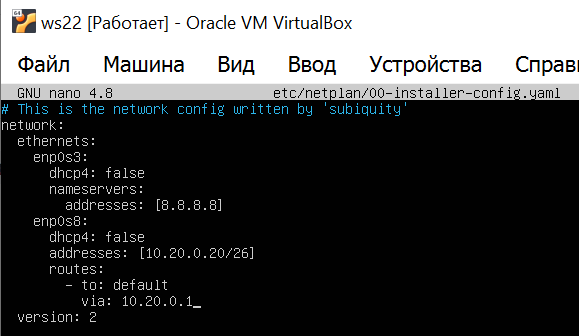 ws22 [Работает] - Oracle VM VirtualBox
Файл Машина Вид Ввод Устройства Справ
GNU nano 4.8 etc/netplan/00-installer-config.yaml
# This is the network config written by 'subiquity'
network:
  ethernets:
    enp0s3:
      dhcp4: false
      nameservers:
        addresses: [8.8.8.8]
    enp0s8:
      dhcp4: false
      addresses: [10.20.0.20/26]
      routes:
        - to: default
          via: 10.20.0.1_
  version: 2